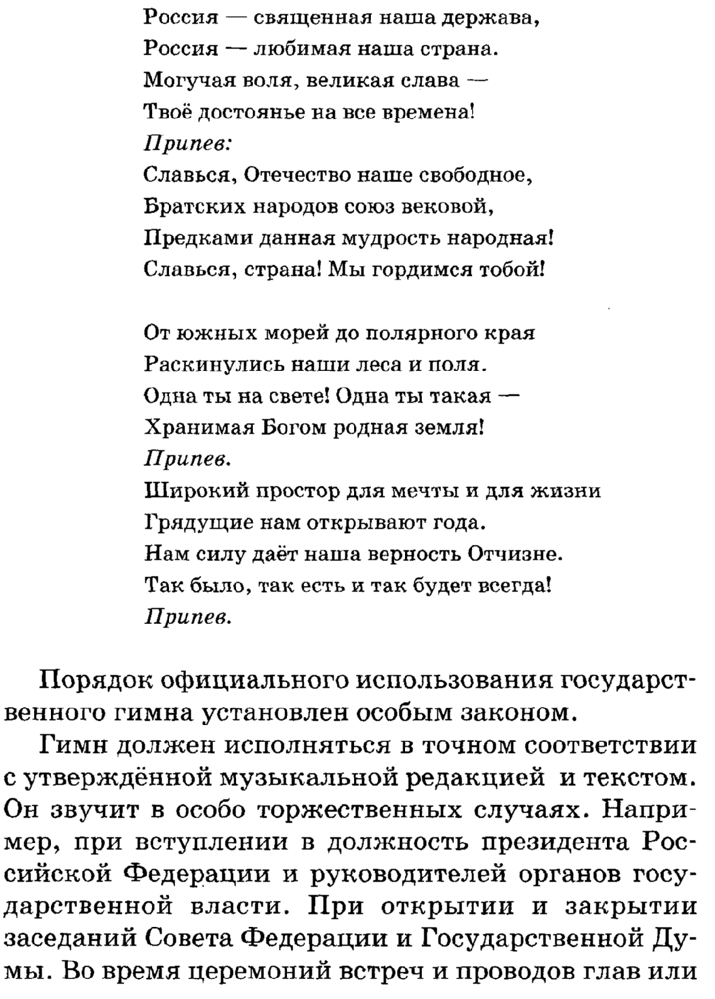 Россия — священная наша держава,
Россия — любимая наша страна.
Могучая воля, великая слава —
Твоё достоянье на все времена!
Припев:
Славься, Отечество наше свободное,
Братских народов союз вековой,
Предками данная мудрость народная!
Славься, страна! Мы гордимся тобой!
От южных морей до полярного края
Раскинулись наши леса и поля.
Одна ты на свете! Одна ты такая —
Хранимая Богом родная земля!
Припев.
Широкий простор для мечты и для жизни
Грядущие нам открывают года.
Нам силу даёт наша верность Отчизне.
Так было, так есть и так будет всегда!
Припев.
Порядок официального использования государст-
венного гимна установлен особым законом.
Гимн должен исполняться в точном соответствии
с утверждённой музыкальной редакцией и текстом.
Он звучит в особо торжественных случаях. Напри-
мер, при вступлении в должность президента Рос-
сийской Федерации и руководителей органов госу-
дарственной власти. При открытии и закрытии
заседаний Совета Федерации и Государственной Ду-
мы. Во время церемоний встреч и проводов глав или